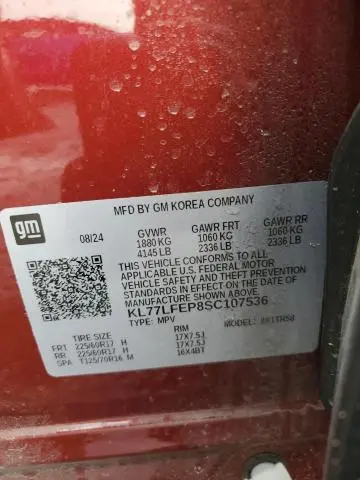 MFD BY GM KOREA COMPANY
gm
08/24
GVWR
1880 KG
4145 LB
GAWR FRT
1060 KG
2336 LB
GAWR RR
1060 KG
2336 LB
THIS VEHICLE CONFORMS TO ALL
APPLICABLE U.S. FEDERAL MOTOR
VEHICLE SAFETY STANDARDS IN
EFFECT ON THE DATE OF
MANUFACTURE SHOWN ABOVE.
KL77LFEP8SC107536
TYPE: MPV
MODEL:
TIRE SIZE RIM
FRT 225/60R17 H 17X7.5J
RR 225/60R17 H 17X7.5J
SPA T125/70R16 M 16X4BT